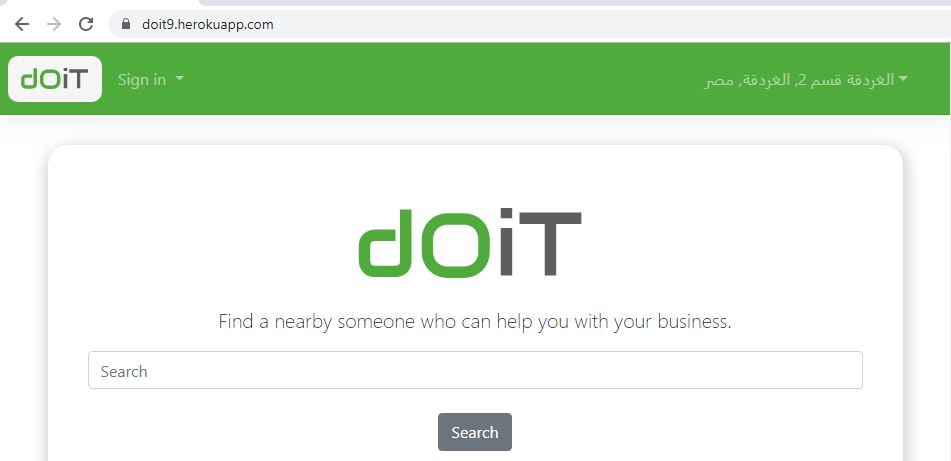 doit9.herokuapp.com
dOiT
Sign in
الغردقة قسم 2, الغردقة, مصر
dOiT
Find a nearby someone who can help you with your business.
Search
Search